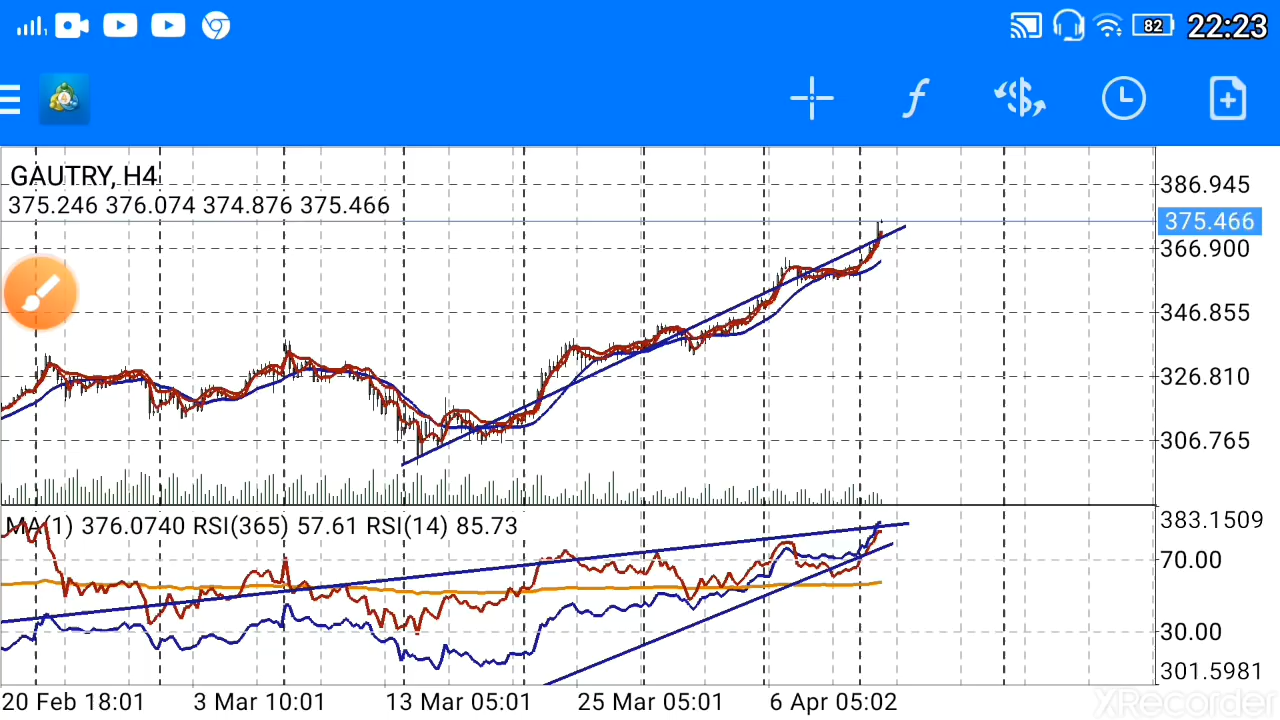 82 22:23
GAUTRY, H4
375.246 376.074 374.876 375.466
386.945
375.466
366.900
346.855
326.810
306.765
MA(1) 376.0740 RSI(365) 57.61 RSI(14) 85.73
383.1509
70.00
30.00
301.5981
20 Feb 18:01 3 Mar 10:01 13 Mar 05:01 25 Mar 05:01 6 Apr 05:02
XRecorder